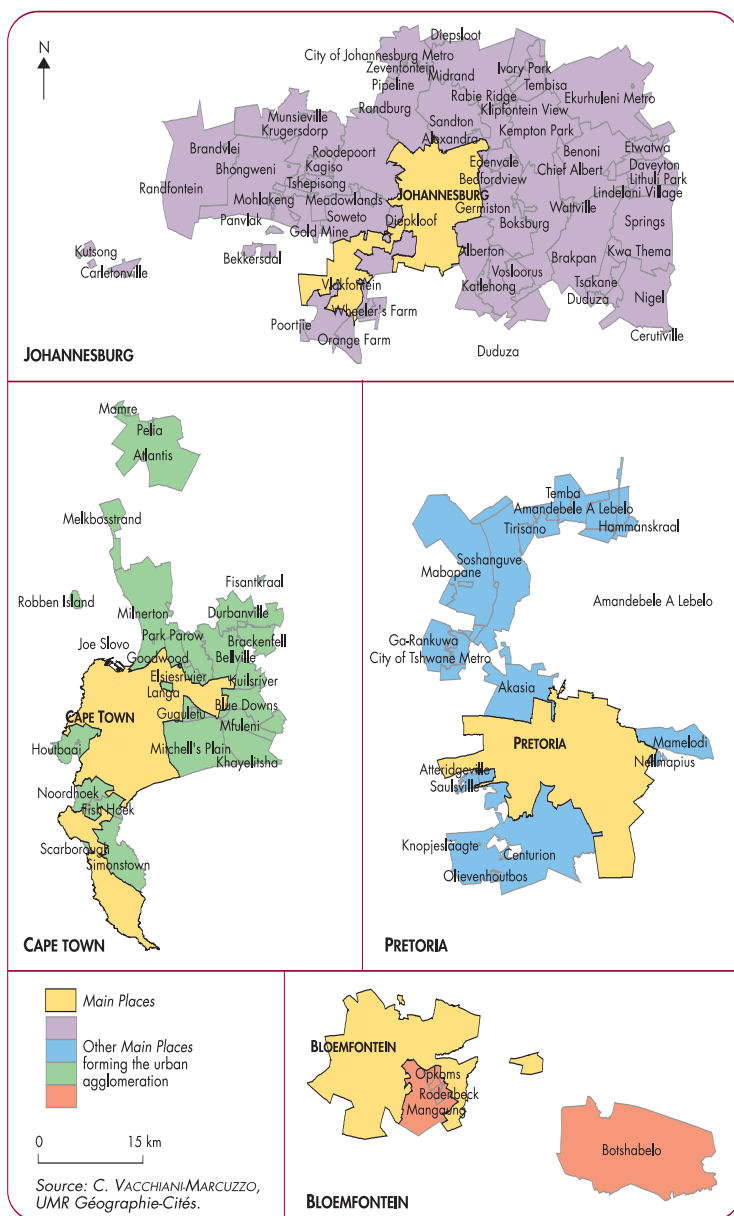 N
Diepsloot
City of Johannesburg Metro
Zevenfontein
Ivory Park
Midrand
Pipeline
Tembisa
Rabie Ridge
Ekurhuleni Metro
Randburg
Klipfontein View
Munsieville
Sandton
Krugersdorp
Kempton Park
Alexandra
Brandvlei
Roodepoort
Benoni
Etwatwa
Edenvale
Bhongweni
Kagiso
Chief Albert
Daveyton
Bedfordview
Lithuli Park
Randfontein
Tshepisong
JOHANNESBURG
Lindelani Village
Mohlakeng
Meadowlands
Germiston
Wattville
Panvlak
Soweto
Diepkloof
Boksburg
Springs
Gold Mine
Kutsong
Bekkersdal
Alberton
Brakpan
Kwa Thema
Carletonville
Vosloorus
Vlakfontein
Katlehong
Tsakane
Duduza
Nigel
Wheeler's Farm
Poortjie
Orange Farm
Cerutiville
JOHANNESBURG
Duduza
Mamre
Pella
Atlantis
Melkbosstrand
Fisantkraal
Robben Island
Milnerton
Durbanville
Park Parow
Brackenfell
Joe Slovo
Goodwood
Bellville
Elsiesrivier
Kuilsriver
Langa
CAPE TOWN
Guguletu
Blue Downs
Mfuleni
Houtbaai
Mitchell's Plain
Khayelitsha
Noordhoek
Fish Hoek
Scarborough
Simonstown
CAPE TOWN
Temba
Amandebele A Lebelo
Tirisano
Hammanskraal
Soshanguve
Mabopane
Amandebele A Lebelo
Ga-Rankuwa
City of Tshwane Metro
Akasia
Mamelodi
PRETORIA
Nellmapius
Atteridgeville
Saulsville
Knopjeslaagte
Centurion
Olievenhoutbos
PRETORIA
Main Places
Other Main Places
forming the urban
agglomeration
0 15 km
Source: C. VACCHIANI-MARCUZZO,
UMR Géographie-Cités.
BLOEMFONTEIN
Opkoms
Rodenbeck
Mangaung
Botshabelo
BLOEMFONTEIN